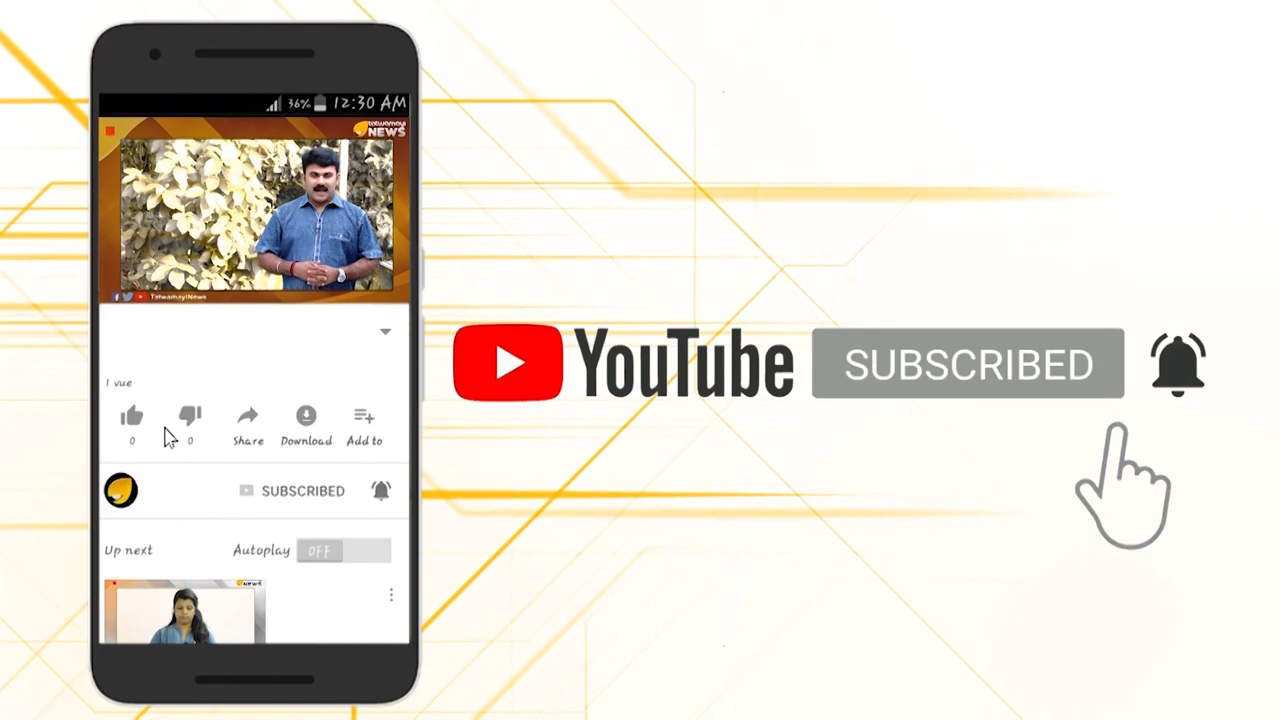 36% 12:30 AM
tatwamayi
NEWS
TatwamayiNews
1 vue
0 0 Share Download Add to
SUBSCRIBED
Up next Autoplay OFF
NEWS
YouTube SUBSCRIBED